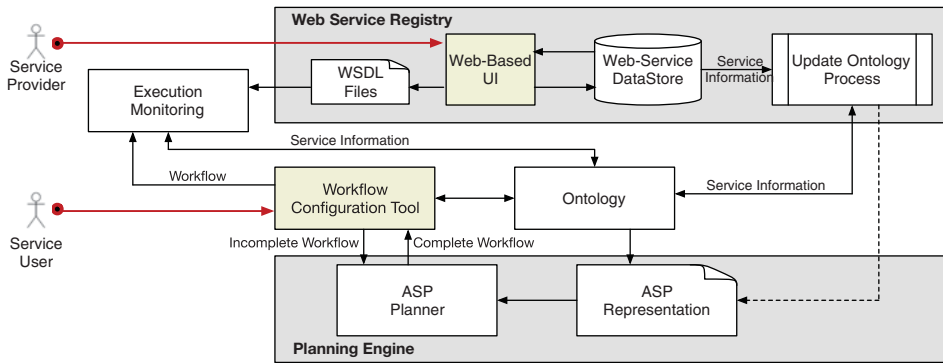 Web Service Registry
Service
Provider
Web-Based
UI
Web-Service
DataStore
Service
Information
Update Ontology
Process
WSDL
Files
Execution
Monitoring
Service Information
Workflow
Workflow
Configuration Tool
Ontology
Service Information
Service
User
Incomplete Workflow
Complete Workflow
ASP
Planner
ASP
Representation
Planning Engine